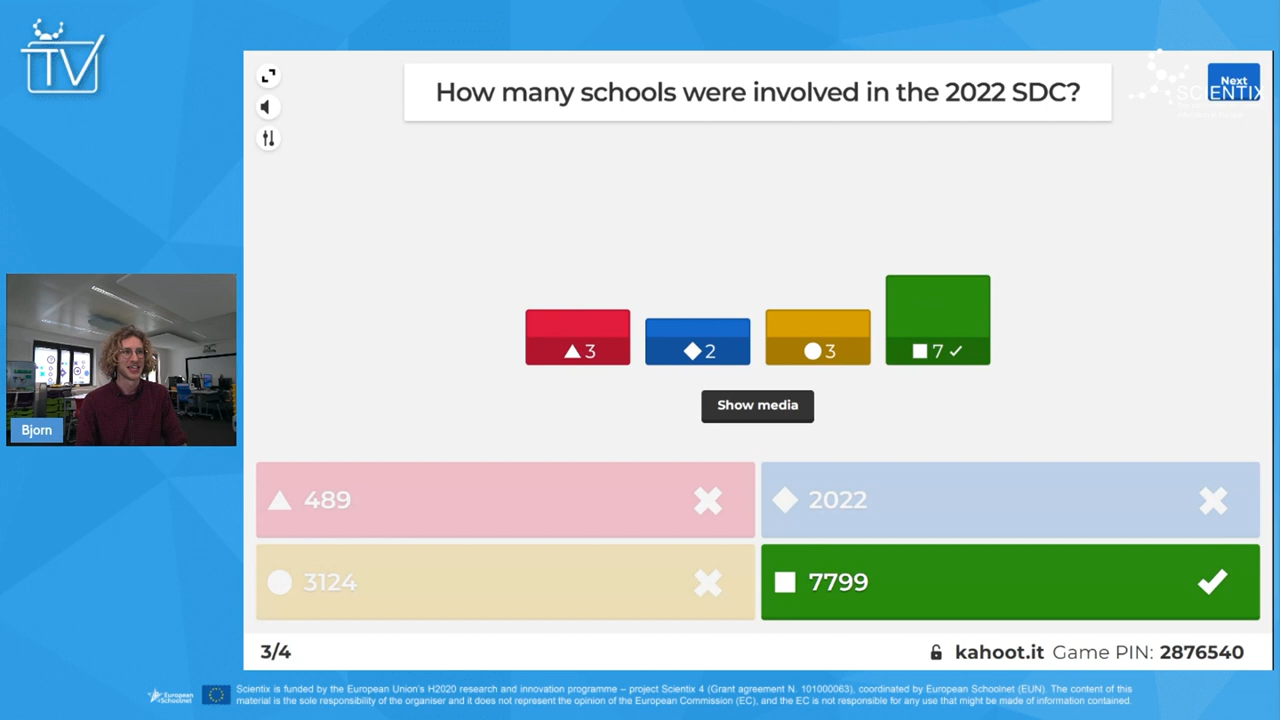 TV
How many schools were involved in the 2022 SDC?
Next
SCIENTIX
3
2
3
7
Show media
489
2022
3124
7799
Bjorn
3/4
kahoot.it Game PIN: 2876540
European
Schoolnet
Scientix is funded by the European Union's H2020 research and innovation programme – project Scientix 4 (Grant agreement N. 101000063), coordinated by European Schoolnet (EUN). The content of this
material is the sole responsibility of the organiser and it does not represent the opinion of the European Commission (EC), and the EC is not responsible for any use that might be made of information contained.